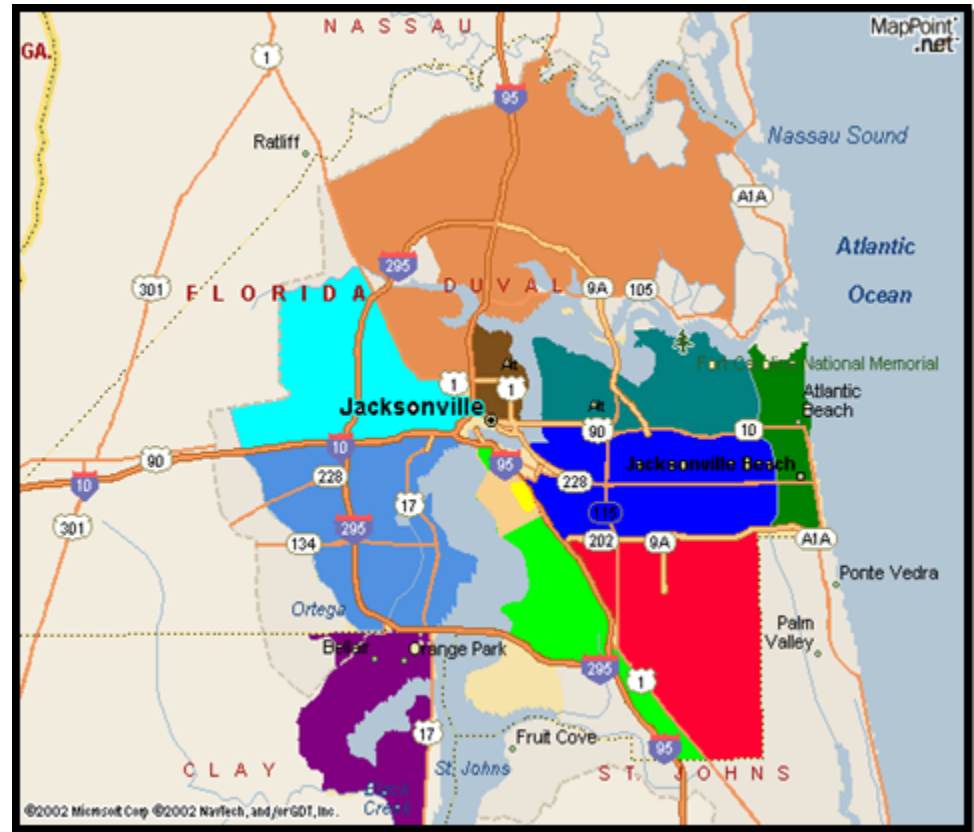 NASSAU
MapPoint
.net
GA.
1
95
Ratliff
Nassau Sound
A1A
Atlantic
Ocean
295
301
FLORIDA
DUVAL
9A
105
Alt
1
1
Fort Caroline National Memorial
Atlantic
Beach
Jacksonville
Alt
90
10
10
90
95
Jacksonville Beach
228
228
10
17
115
301
295
134
202
9A
A1A
Ponte Vedra
Ortega
Palm
Valley
Bellair
Orange Park
295
1
17
Fruit Cove
95
CLAY
St. Johns
ST. JOHNS
Black
Creek
©2002 Microsoft Corp ©2002 NavTech, and/or GDT, Inc.